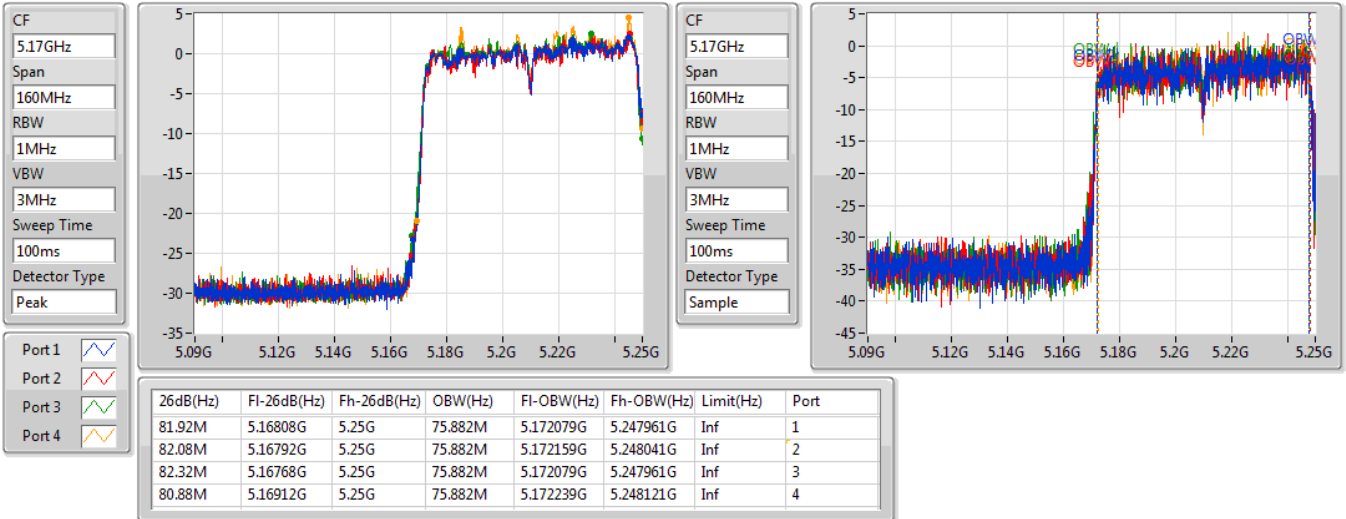 CF
5.17GHz
Span
160MHz
RBW
1MHz
VBW
3MHz
Sweep Time
100ms
Detector Type
Peak
5
0
-5
-10
-15
-20
-25
-30
-35
5.09G 5.12G 5.14G 5.16G 5.18G 5.2G 5.22G 5.25G
CF
5.17GHz
Span
160MHz
RBW
1MHz
VBW
3MHz
Sweep Time
100ms
Detector Type
Sample
5
0
-5
-10
-15
-20
-25
-30
-35
-40
-45
OBW
OBW
5.09G 5.12G 5.14G 5.16G 5.18G 5.2G 5.22G 5.25G
Port 1
Port 2
Port 3
Port 4
26dB(Hz) Fl-26dB(Hz) Fh-26dB(Hz) OBW(Hz) Fl-OBW(Hz) Fh-OBW(Hz) Limit(Hz) Port
81.92M 5.16808G 5.25G 75.882M 5.172079G 5.247961G Inf 1
82.08M 5.16792G 5.25G 75.882M 5.172159G 5.248041G Inf 2
82.32M 5.16768G 5.25G 75.882M 5.172079G 5.247961G Inf 3
80.88M 5.16912G 5.25G 75.882M 5.172239G 5.248121G Inf 4